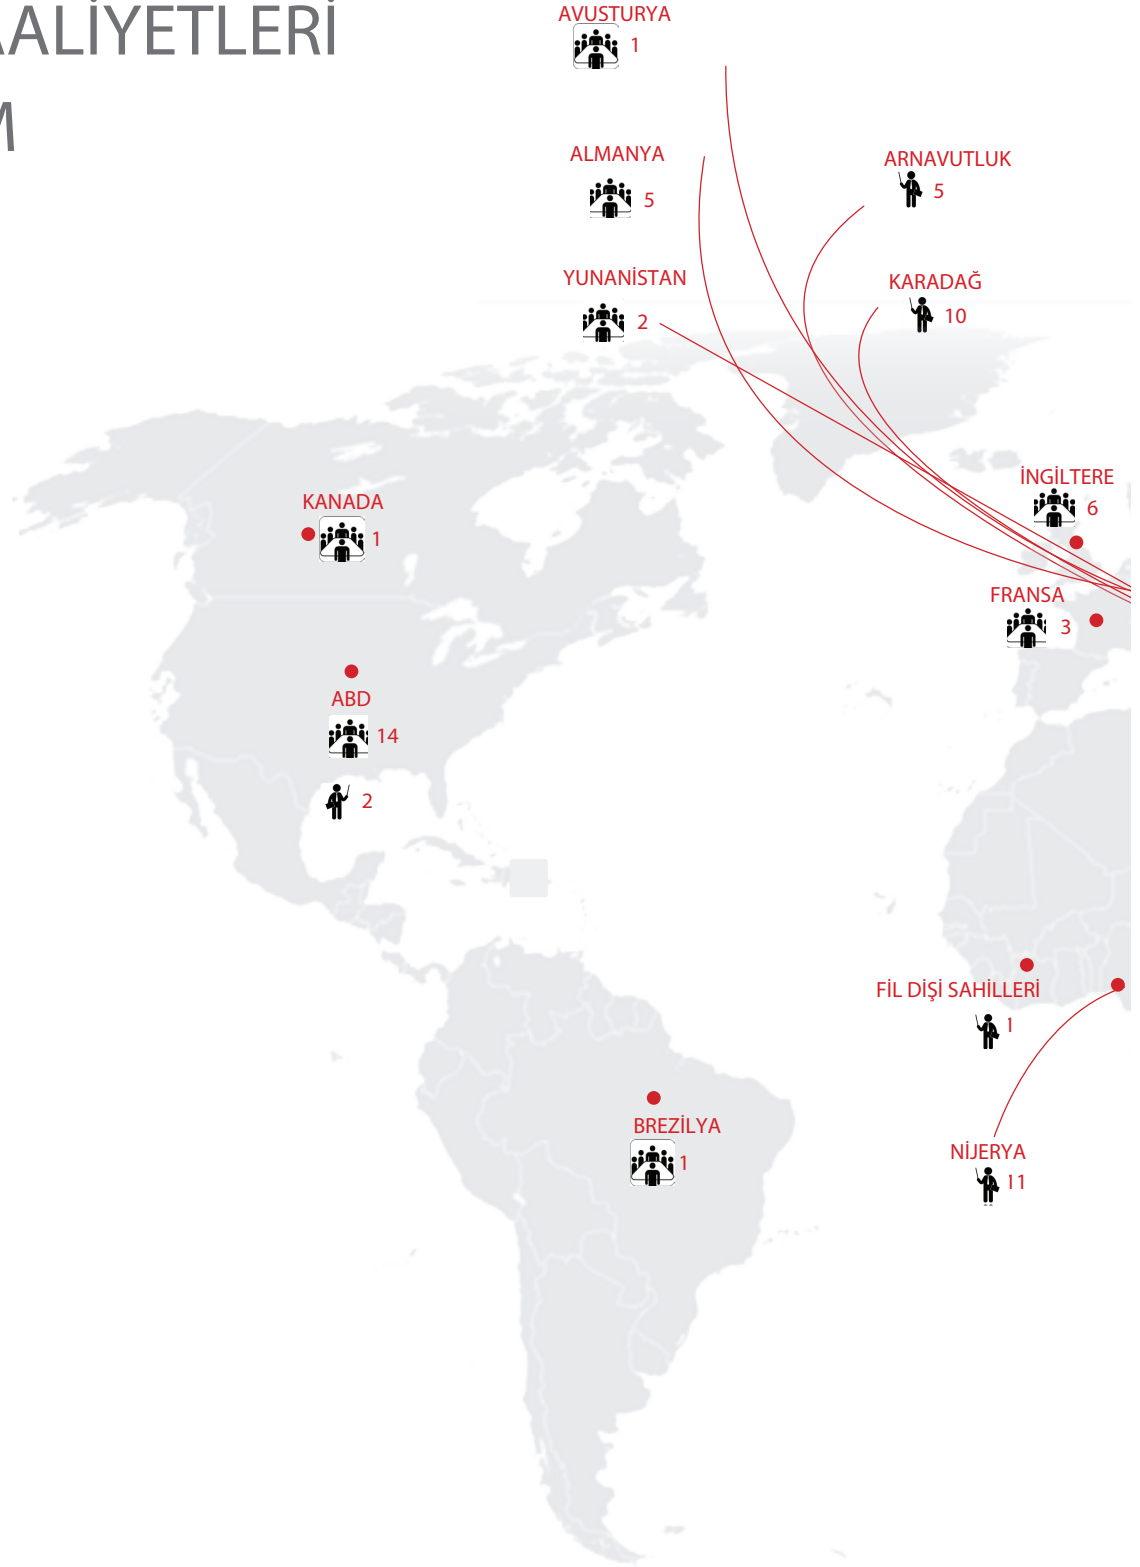 AALİYETLERİ
M
AVUSTURYA
1
ALMANYA
5
ARNAVUTLUK
5
YUNANİSTAN
2
KARADAĞ
10
İNGİLTERE
6
KANADA
1
FRANSA
3
ABD
14
2
FİL DİŞİ SAHİLLERİ
1
BREZİLYA
1
NİJERYA
11